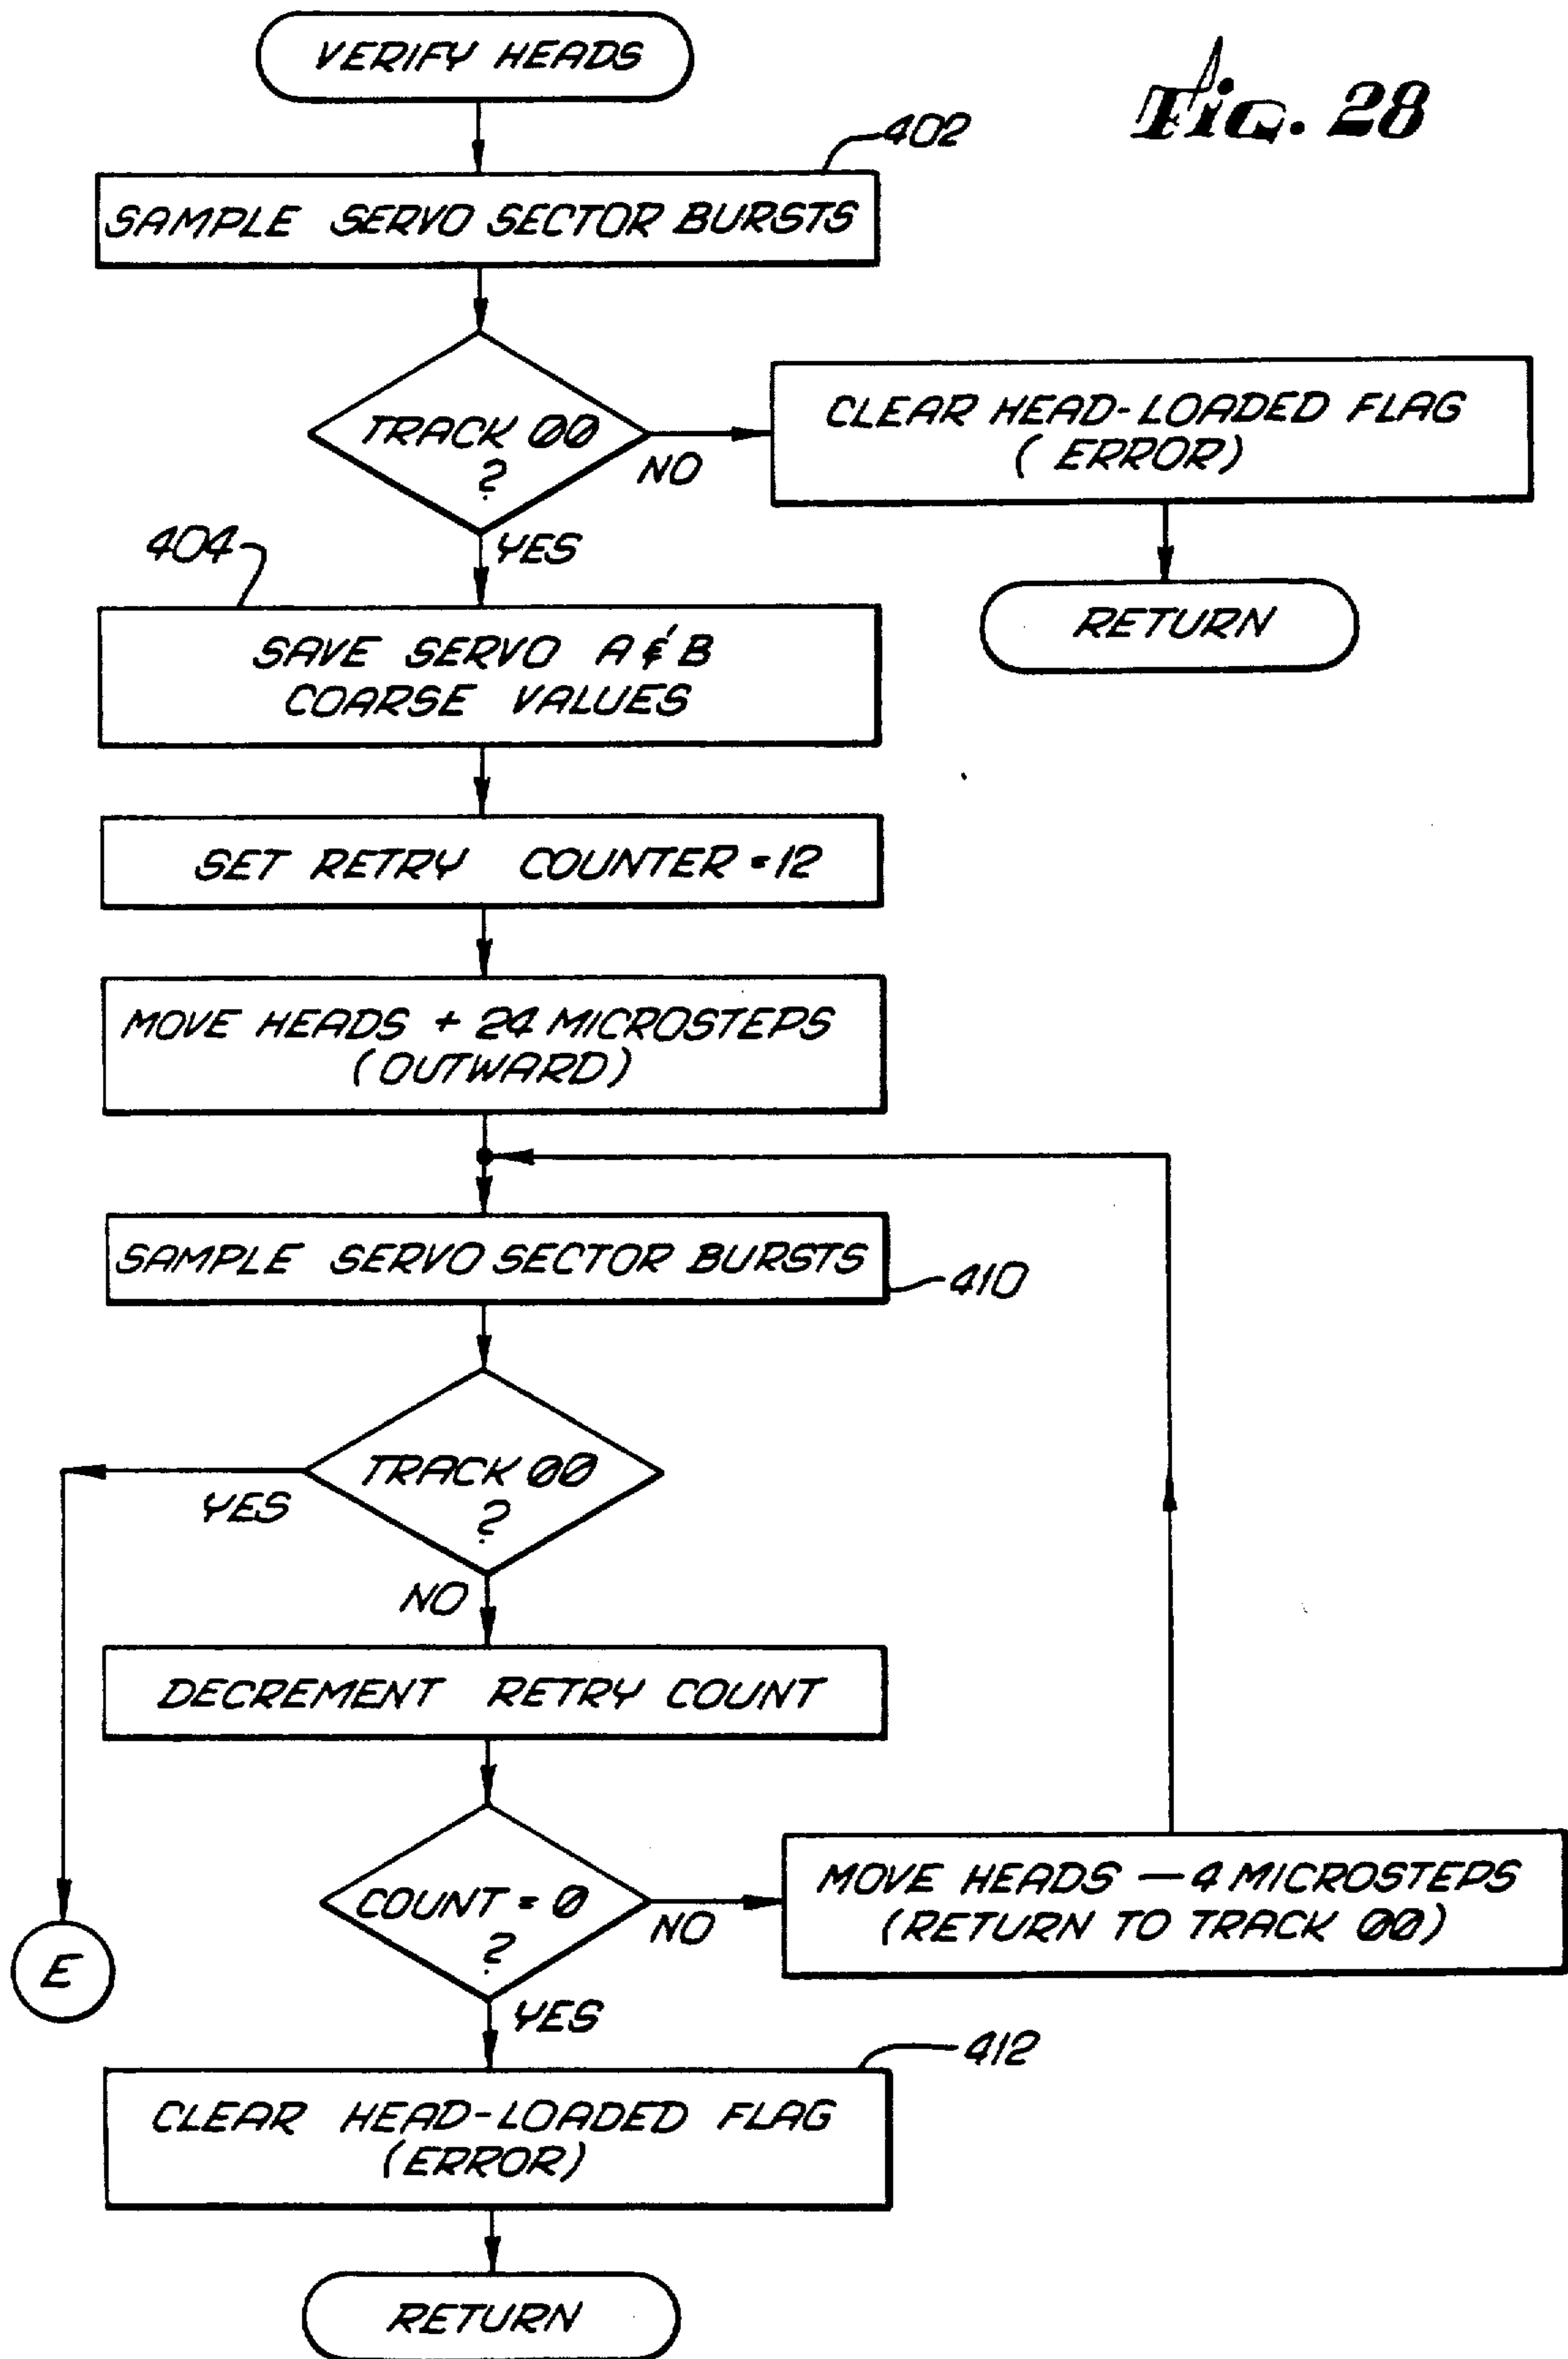 VERIFY HEADS
Fig. 28
402
SAMPLE SERVO SECTOR BURSTS
TRACK 00
?
NO
CLEAR HEAD-LOADED FLAG
(ERROR)
YES
RETURN
404
SAVE SERVO A & B
COARSE VALUES
SET RETRY COUNTER = 12
MOVE HEADS + 24 MICROSTEPS
(OUTWARD)
SAMPLE SERVO SECTOR BURSTS
410
TRACK 00
?
YES
NO
DECREMENT RETRY COUNT
COUNT = 0
?
NO
MOVE HEADS — 4 MICROSTEPS
(RETURN TO TRACK 00)
E
YES
412
CLEAR HEAD-LOADED FLAG
(ERROR)
RETURN